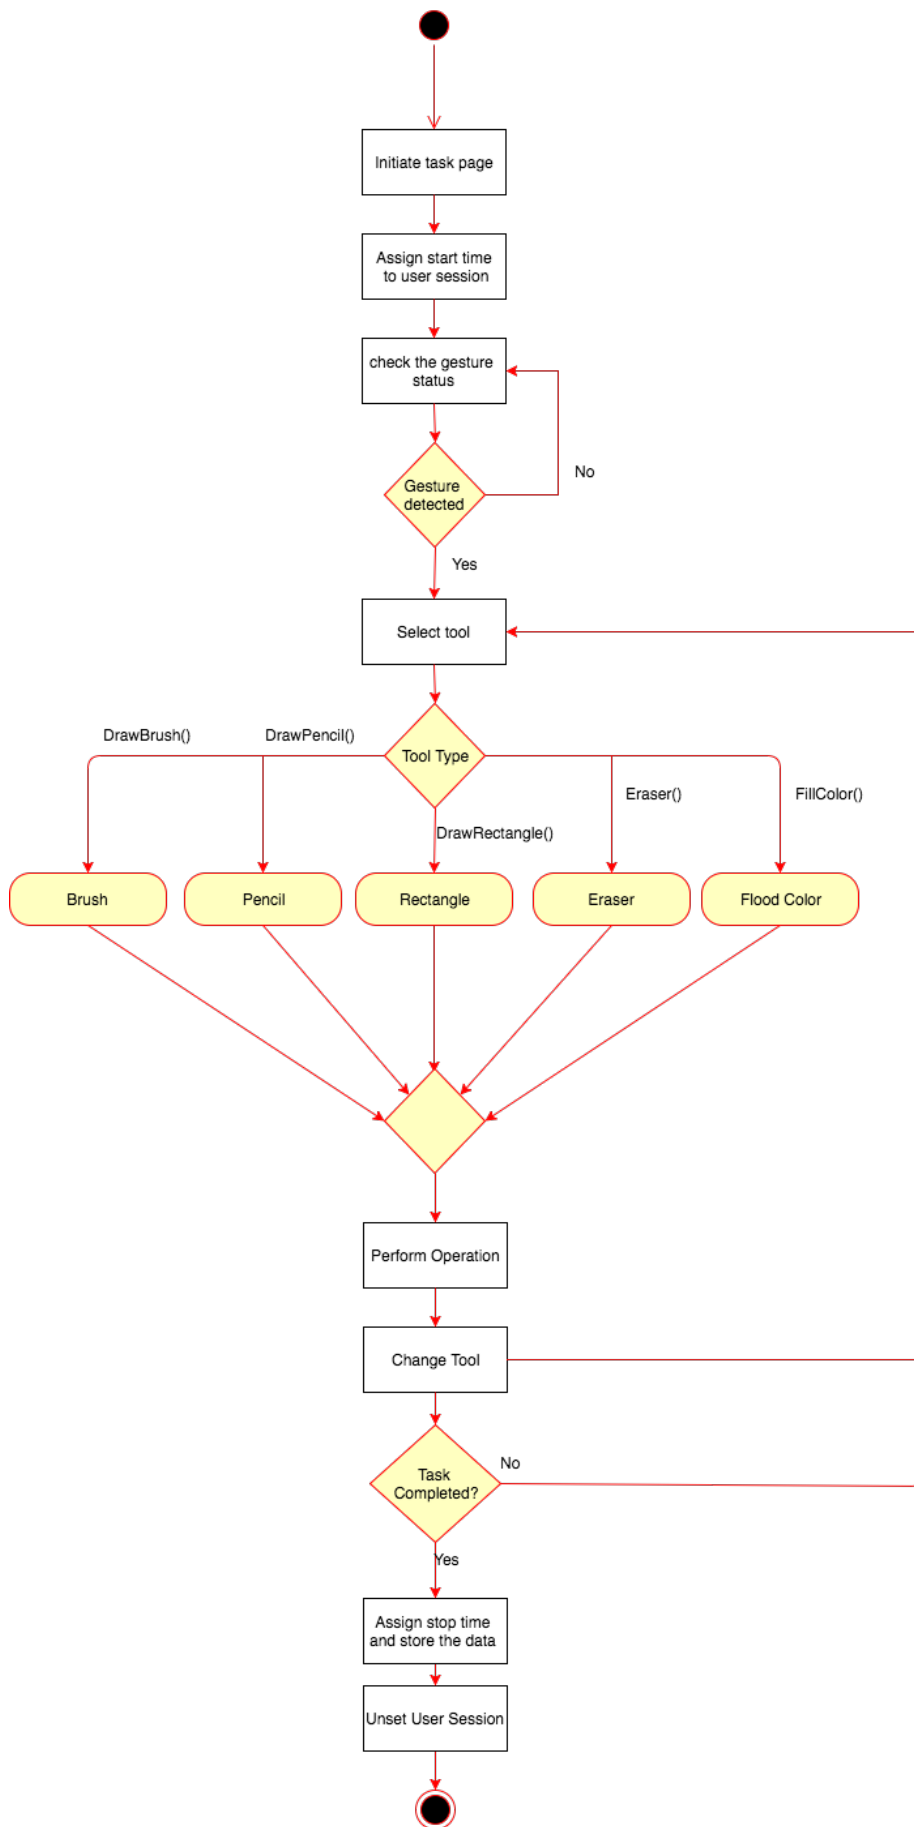 Initiate task page
Assign start time
to user session
check the gesture
status
Gesture
detected
No
Yes
Select tool
Tool Type
DrawBrush()
DrawPencil()
DrawRectangle()
Eraser()
FillColor()
Brush
Pencil
Rectangle
Eraser
Flood Color
Perform Operation
Change Tool
Task
Completed?
No
Yes
Assign stop time
and store the data
Unset User Session